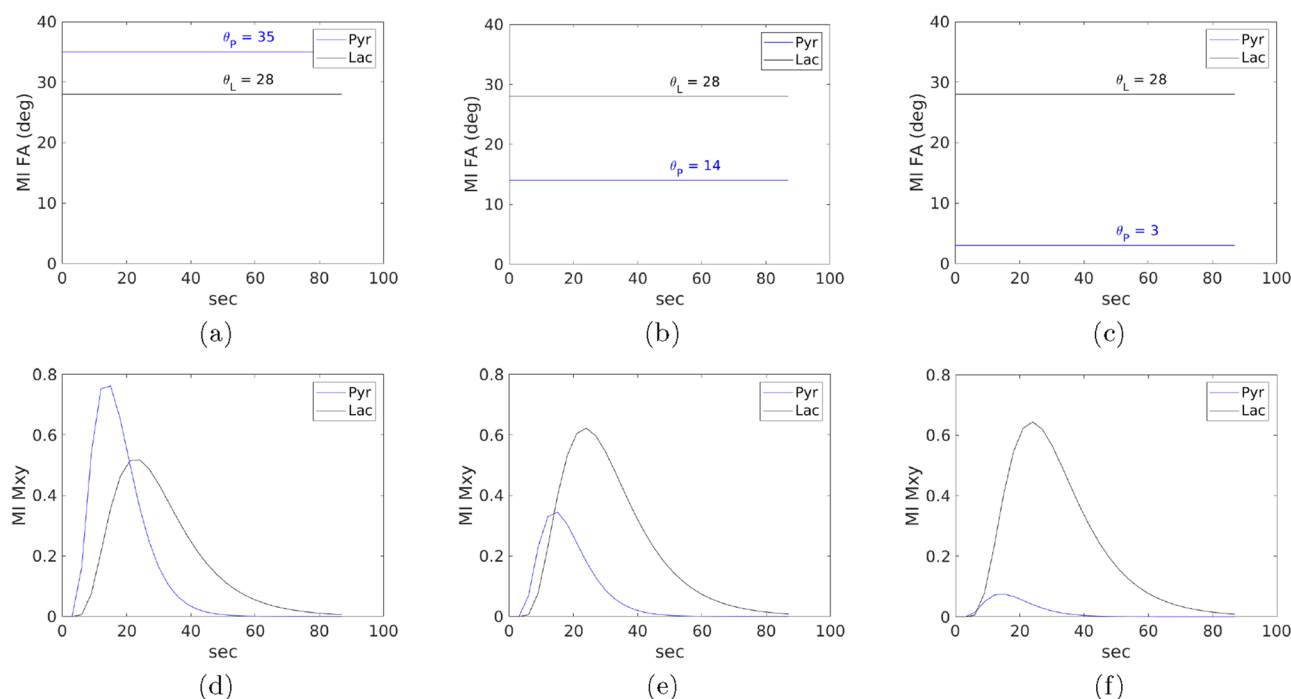 40
30
20
10
0
MI FA (deg)
θP = 35
θL = 28
Pyr
Lac
0 20 40 60 80 100
sec
(a)
40
30
20
10
0
MI FA (deg)
Pyr
Lac
θL = 28
θP = 14
0 20 40 60 80 100
sec
(b)
40
30
20
10
0
MI FA (deg)
Pyr
Lac
θL = 28
θP = 3
0 20 40 60 80 100
sec
(c)
0.8
0.6
0.4
0.2
0
MI Mxy
Pyr
Lac
0 20 40 60 80 100
sec
(d)
0.8
0.6
0.4
0.2
0
MI Mxy
Pyr
Lac
0 20 40 60 80 100
sec
(e)
0.8
0.6
0.4
0.2
0
MI Mxy
Pyr
Lac
0 20 40 60 80 100
sec
(f)